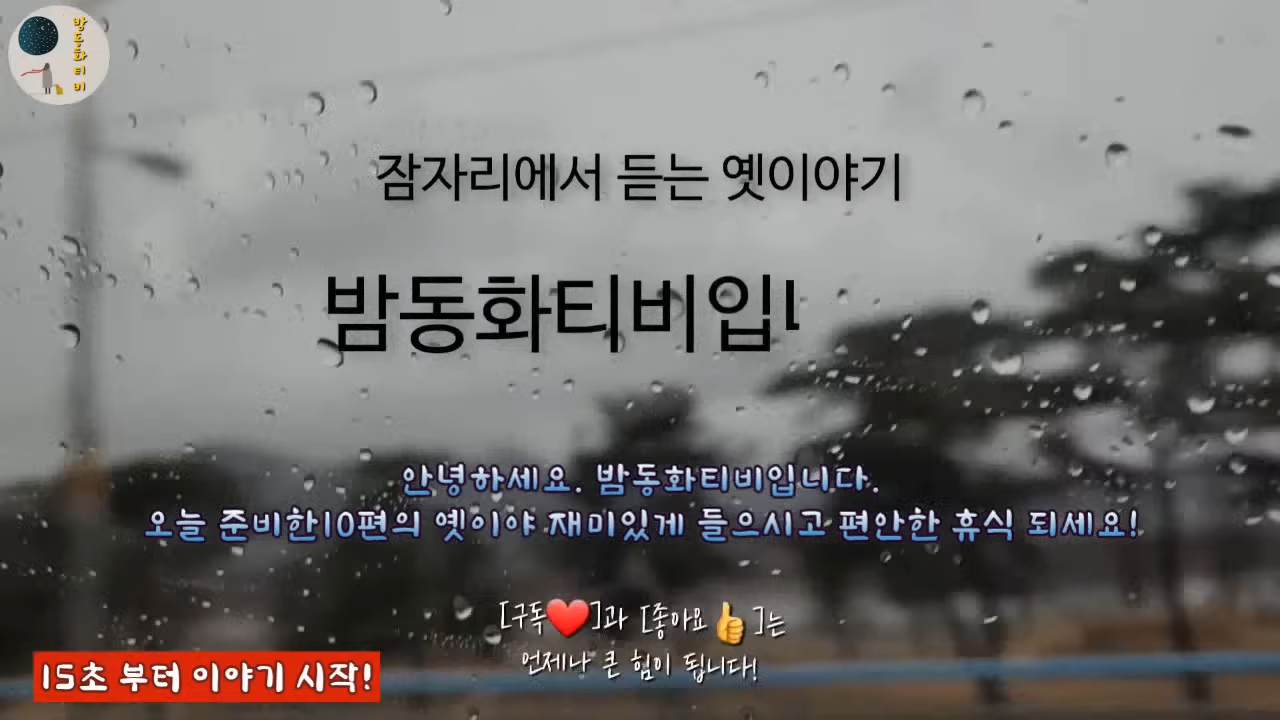 밤동화티비
잠자리에서 듣는 옛이야기
밤동화티비입니
안녕하세요. 밤동화티비입니다.
오늘 준비한10편의 옛이야 재미있게 들으시고 편안한 휴식 되세요!
[구독❤️]과 [좋아요👍]는
언제나 큰 힘이 됩니다!
15초 부터 이야기 시작!